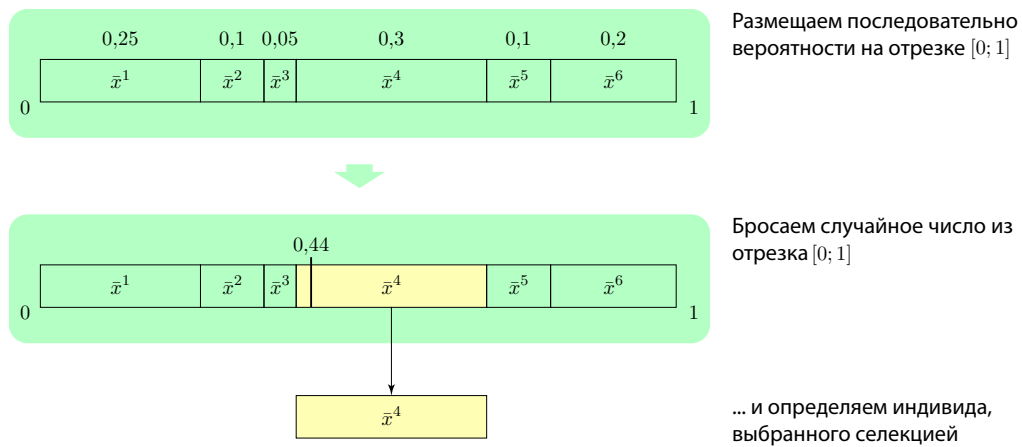 0,25 0,1 0,05 0,3 0,1 0,2
x̄¹ x̄² x̄³ x̄⁴ x̄⁵ x̄⁶
0 1
Размещаем последовательно
вероятности на отрезке [0; 1]
0,44
x̄¹ x̄² x̄³ x̄⁴ x̄⁵ x̄⁶
0 1
Бросаем случайное число из
отрезка [0; 1]
x̄⁴
... и определяем индивида,
выбранного селекцией